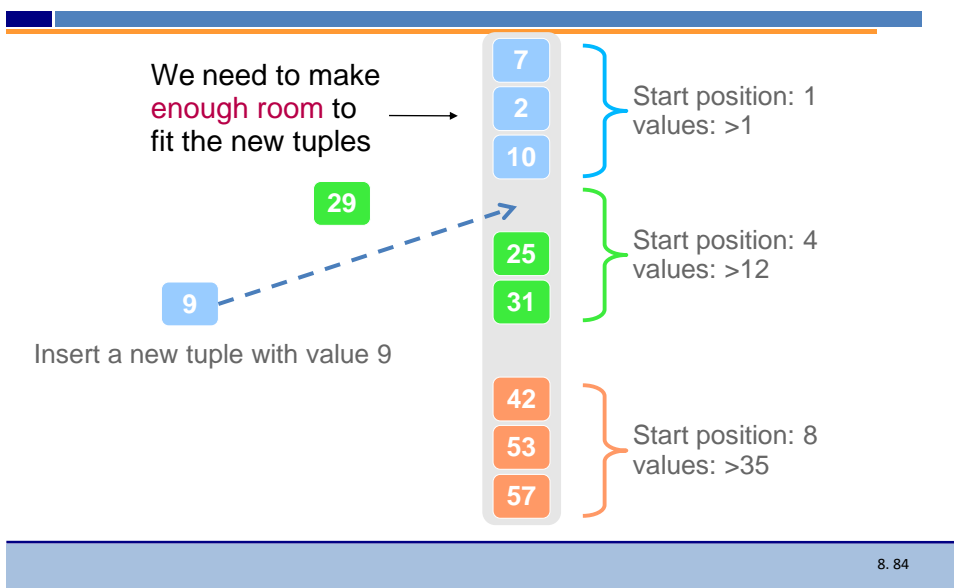 We need to make
enough room to
fit the new tuples
7
2
10
Start position: 1
values: >1
29
25
31
Start position: 4
values: >12
9
Insert a new tuple with value 9
42
53
57
Start position: 8
values: >35
8. 84